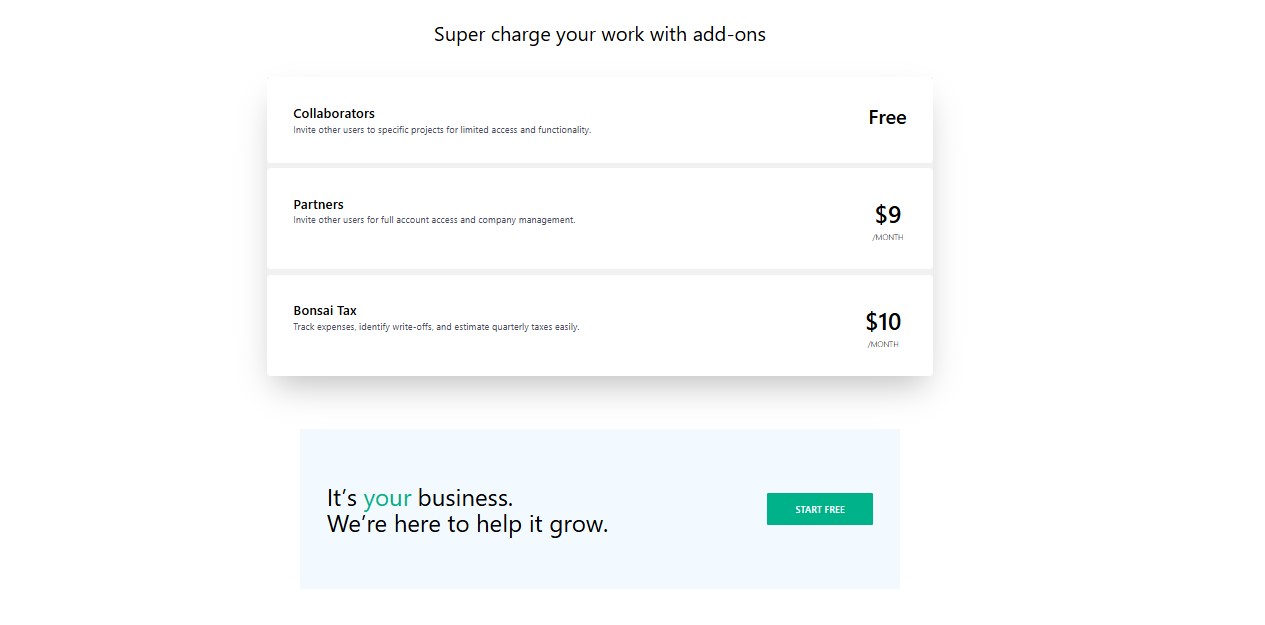 Super charge your work with add-ons
Collaborators
Free
Invite other users to specific projects for limited access and functionality.
Partners
Invite other users for full account access and company management.
$9
/MONTH
Bonsai Tax
Track expenses, identify write-offs, and estimate quarterly taxes easily.
$10
/MONTH
It’s your business.
We’re here to help it grow.
START FREE